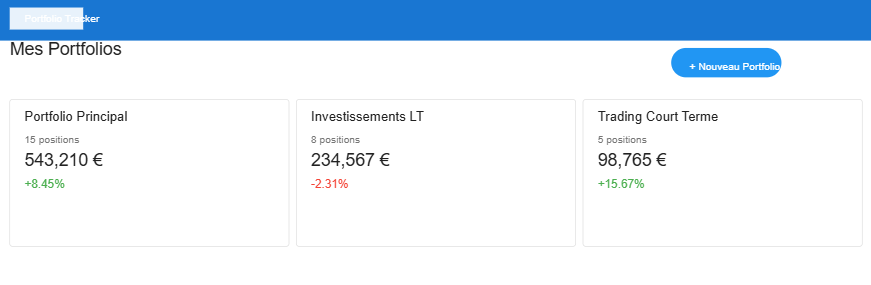 Portfolio Tracker
Mes Portfolios
+ Nouveau Portfolio
Portfolio Principal
15 positions
543,210 €
+8.45%
Investissements LT
8 positions
234,567 €
-2.31%
Trading Court Terme
5 positions
98,765 €
+15.67%